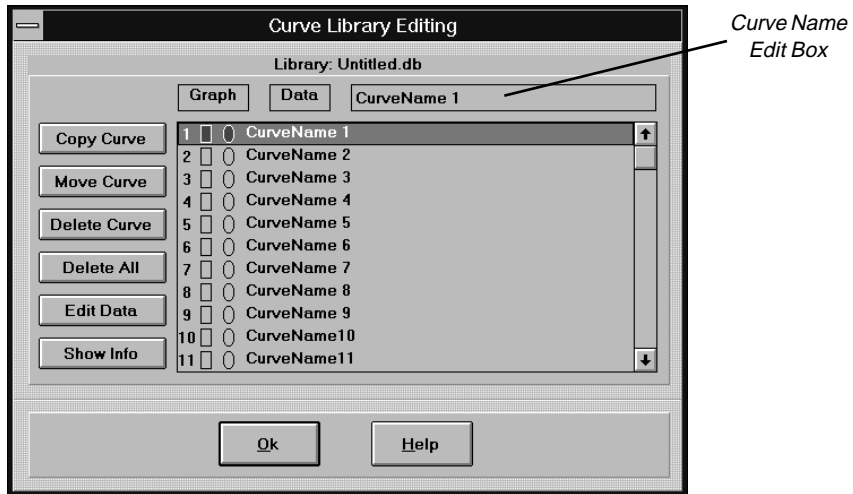 Curve Library Editing
Curve Name
Edit Box
Library: Untitled.db
Graph Data CurveName 1
Copy Curve
Move Curve
Delete Curve
Delete All
Edit Data
Show Info
1 CurveName 1
2 CurveName 2
3 CurveName 3
4 CurveName 4
5 CurveName 5
6 CurveName 6
7 CurveName 7
8 CurveName 8
9 CurveName 9
10 CurveName10
11 CurveName11
Ok Help